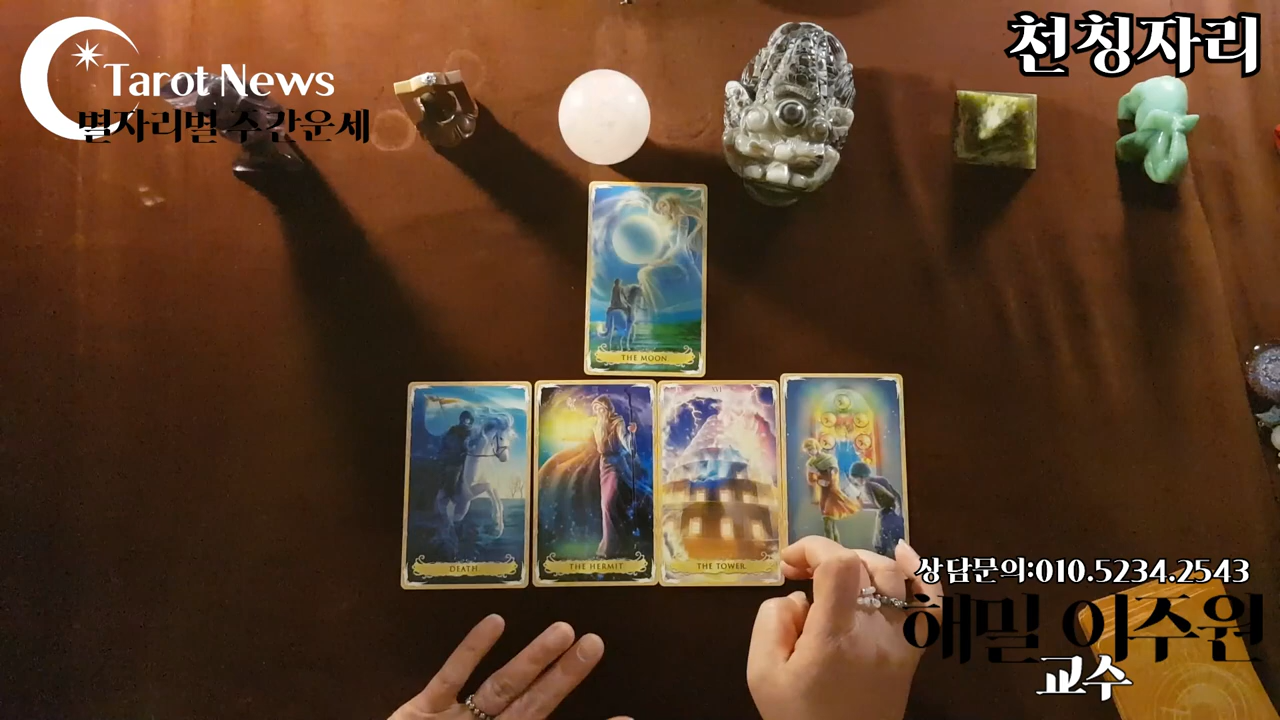 Tarot News
별자리별 주간운세
천칭자리
THE MOON
DEATH
THE HERMIT
XVI
THE TOWER
상담문의:010.5234.2543
해밀 이주원
교수